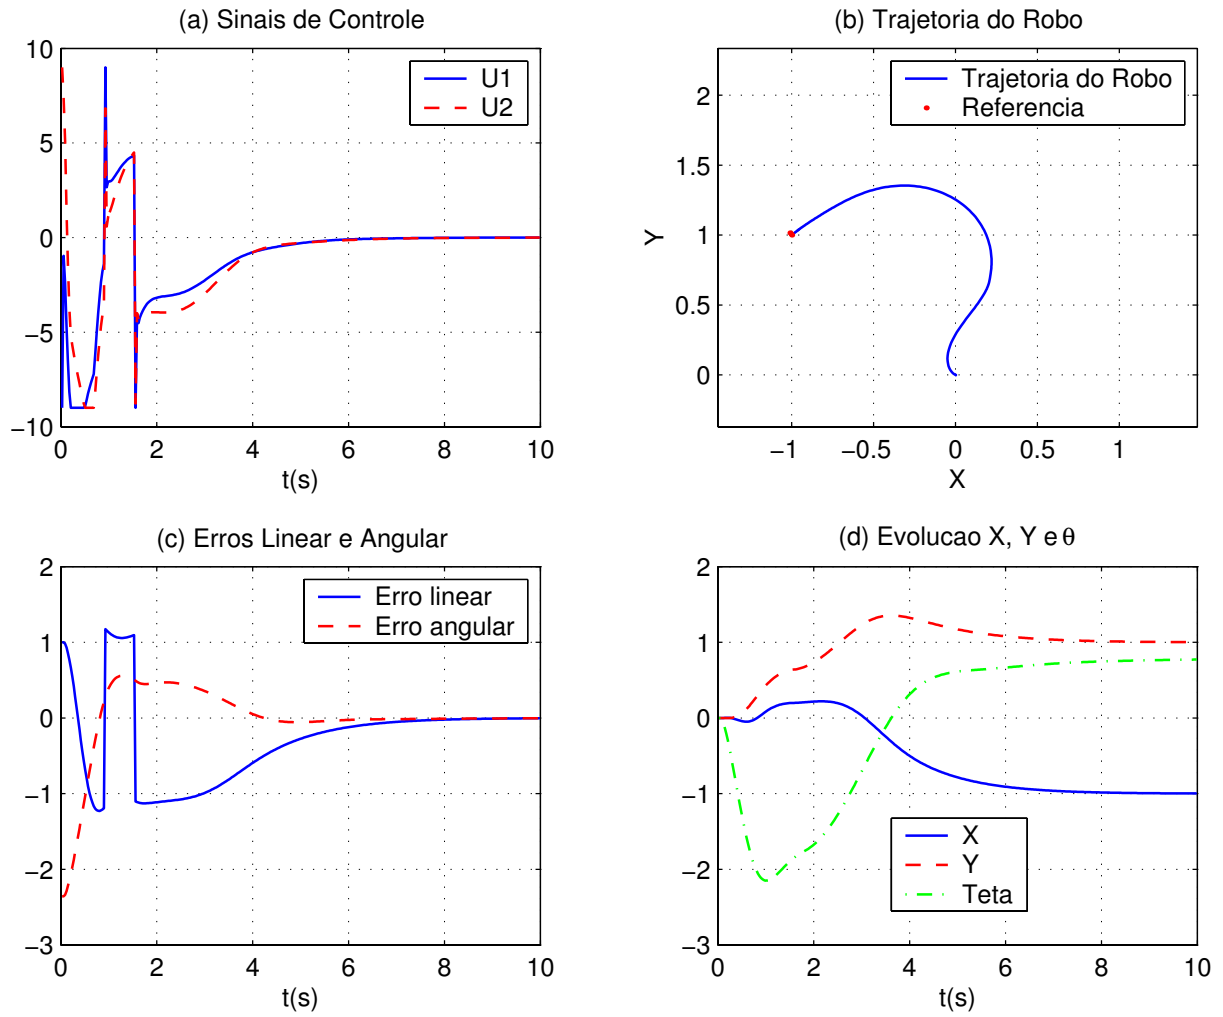 (a) Sinais de Controle
10
5
0
−5
−10
0
2
4
6
8
10
t(s)
U1
U2
(b) Trajetoria do Robo
Y
2
1.5
1
0.5
0
−1
−0.5
0
0.5
1
X
Trajetoria do Robo
Referencia
(c) Erros Linear e Angular
2
1
0
−1
−2
−3
0
2
4
6
8
10
t(s)
Erro linear
Erro angular
(d) Evolucao X, Y e θ
2
1
0
−1
−2
−3
0
2
4
6
8
10
t(s)
X
Y
Teta